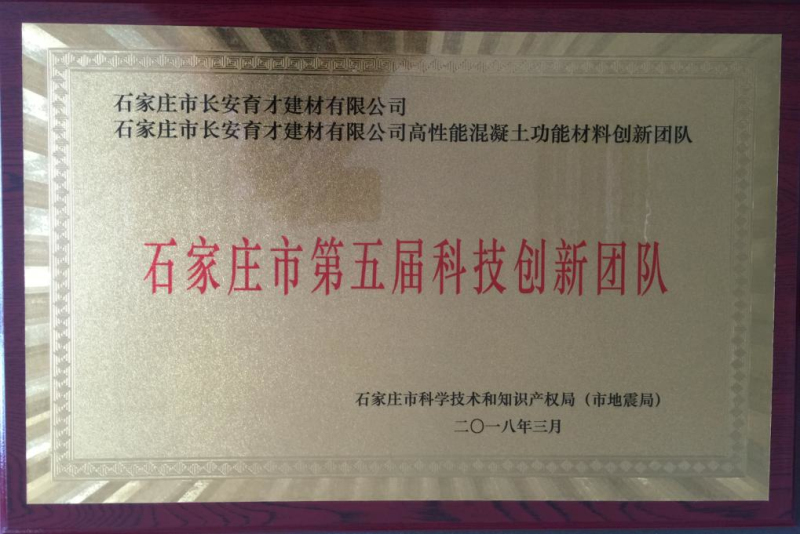 石家庄市长安育才建材有限公司
石家庄市长安育才建材有限公司高性能混凝土功能材料创新团队
石家庄市第五届科技创新团队
石家庄市科学技术和知识产权局（市地震局）
二〇一八年三月